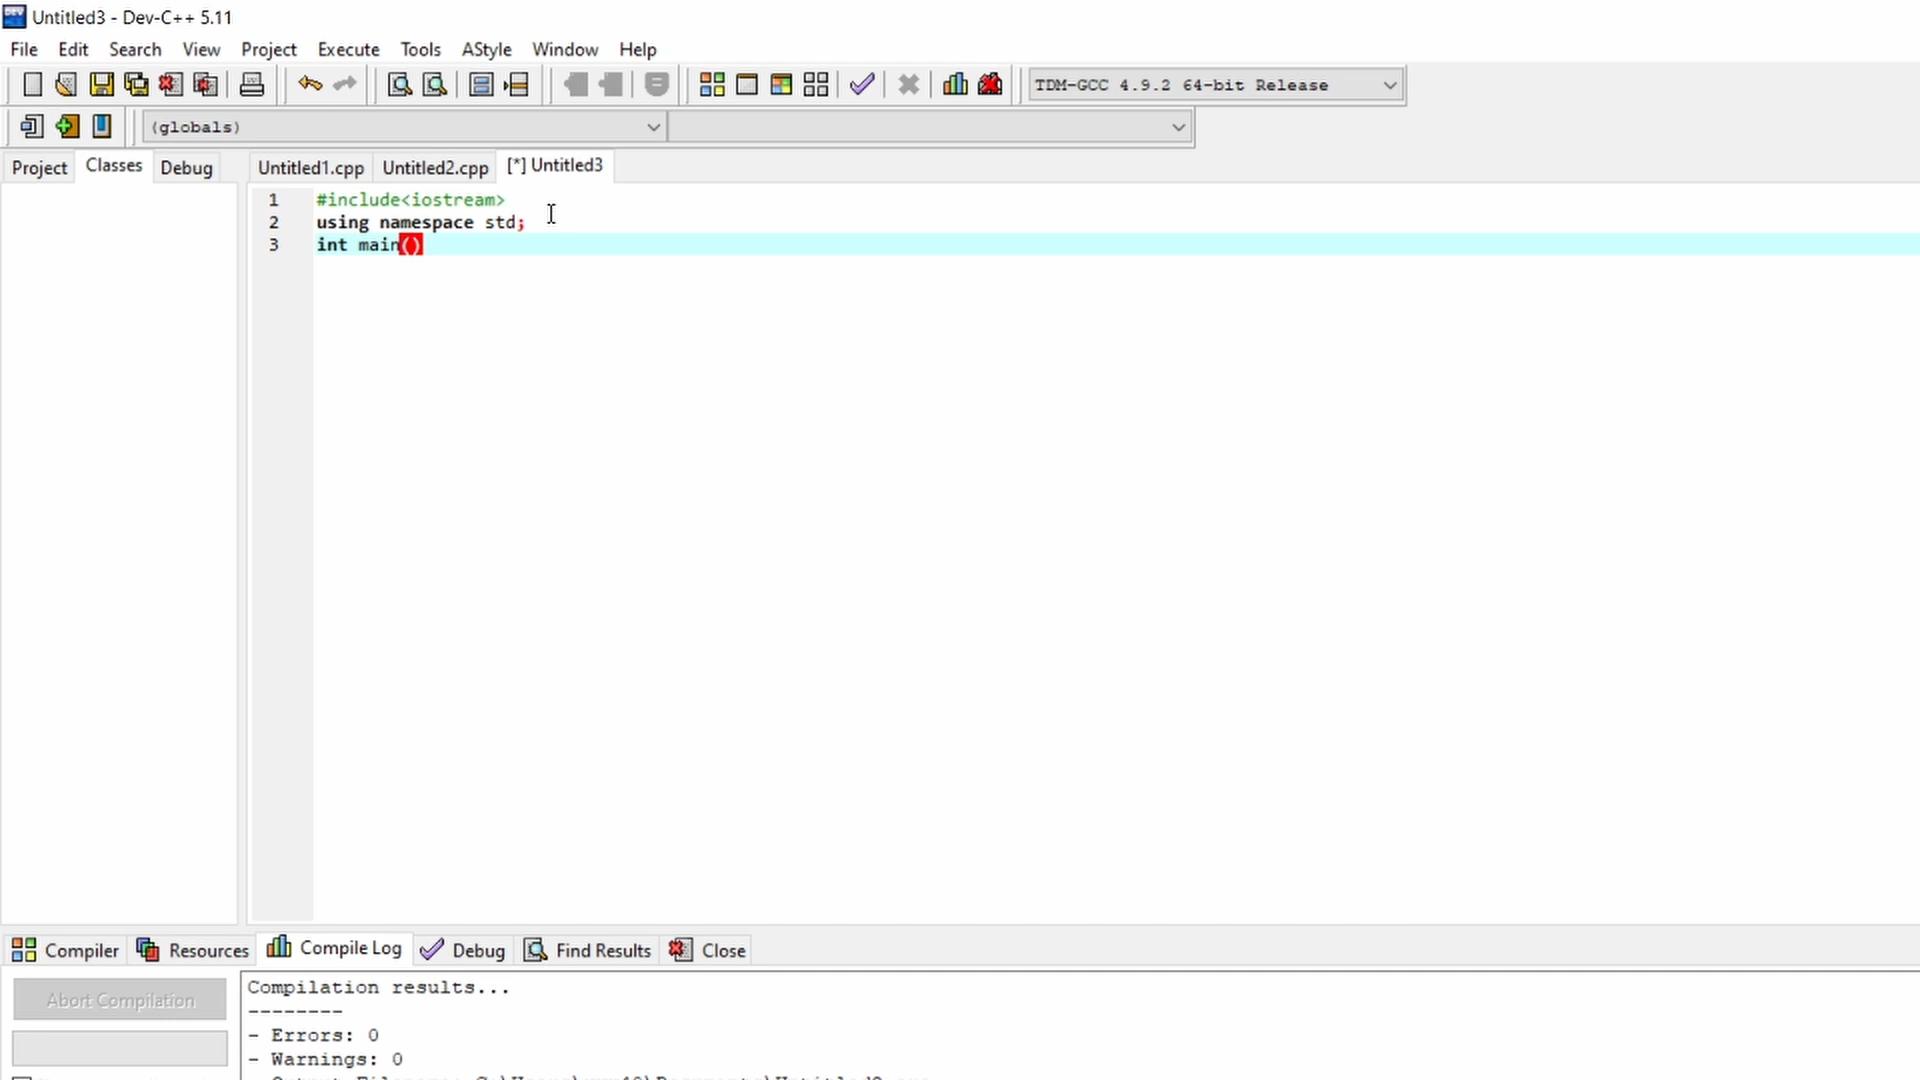 Untitled3 - Dev-C++ 5.11
File Edit Search View Project Execute Tools AStyle Window Help
TDM-GCC 4.9.2 64-bit Release
(globals)
Project Classes Debug Untitled1.cpp Untitled2.cpp [*] Untitled3
1 #include<iostream>
2 using namespace std;
3 int main()
Compiler Resources Compile Log Debug Find Results Close
Abort Compilation
Compilation results...
--------
- Errors: 0
- Warnings: 0